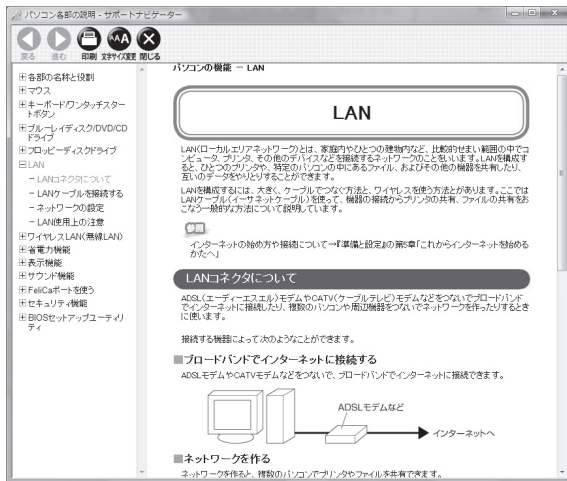 パソコン各部の説明 - サポートナビゲーター
戻る 進む 印刷 文字サイズ変更 閉じる
各部の名称と役割
マウス
キーボード/ワンタッチスター
トボタン
ブルーレイディスク/DVD/CD
ドライブ
フロッピーディスクドライブ
LAN
- LANコネクタについて
- LANケーブルを接続する
- ネットワークの設定
- LAN使用上の注意
ワイヤレスLAN(無線LAN)
省電力機能
表示機能
サウンド機能
FeliCaポートを使う
セキュリティ機能
BIOSセットアップユーティリ
ティ
パソコンの機能 - LAN
LAN
LAN(ローカルエリアネットワーク)とは、家庭内やひとつの建物内など、比較的せまい範囲の中でコ
ンピュータ、プリンタ、その他のデバイスなどを接続するネットワークのことをいいます。LANを構成す
ると、ひとつのプリンタや、特定のパソコンの中にあるファイル、およびその他の機器を共有したり、
互いのデータをやりとりすることができます。
LANを構成するには、大きく、ケーブルでつなぐ方法と、ワイヤレスを使う方法とがあります。ここでは
LANケーブル(イーサネットケーブル)を使って、機器の接続からプリンタの共有、ファイルの共有をお
こなう一般的な方法について説明しています。
参照
インターネットの始め方や接続について→『準備と設定』の第5章「これからインターネットを始める
かたへ」
LANコネクタについて
ADSL(エーディーエスエル)モデムやCATV(ケーブルテレビ)モデムなどをつないでブロードバンド
でインターネットに接続したり、複数のパソコンや周辺機器をつないでネットワークを作ったりするとき
に使います。
接続する機器によって次のようなことができます。
■ブロードバンドでインターネットに接続する
ADSLモデムやCATVモデムなどをつないで、ブロードバンドでインターネットに接続できます。
ADSLモデムなど
インターネットへ
■ネットワークを作る
ネットワークを作ると、複数のパソコンでプリンタやファイルを共有できます。